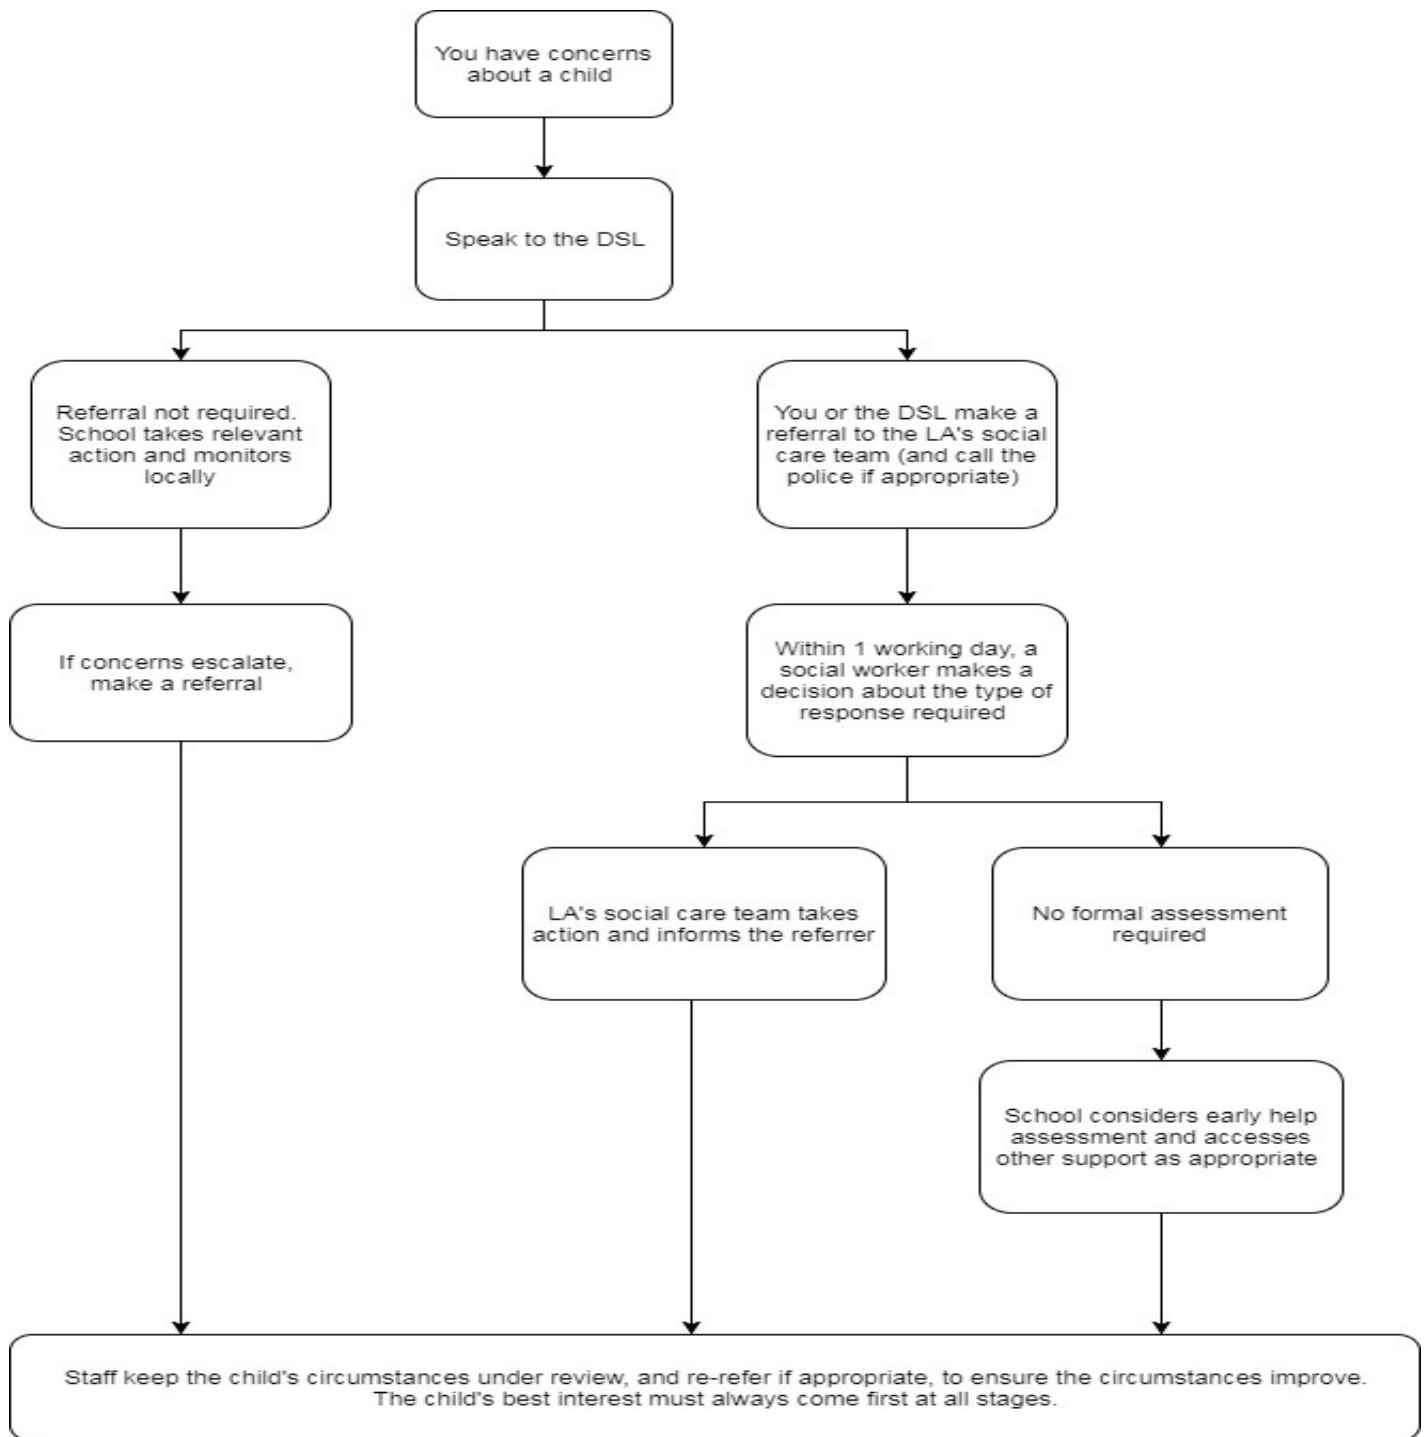 You have concerns
about a child
Speak to the DSL
Referral not required.
School takes relevant
action and monitors
locally
You or the DSL make a
referral to the LA's social
care team (and call the
police if appropriate)
If concerns escalate,
make a referral
Within 1 working day, a
social worker makes a
decision about the type of
response required
LA's social care team takes
action and informs the referrer
No formal assessment
required
School considers early help
assessment and accesses
other support as appropriate
Staff keep the child's circumstances under review, and re-refer if appropriate, to ensure the circumstances improve.
The child's best interest must always come first at all stages.